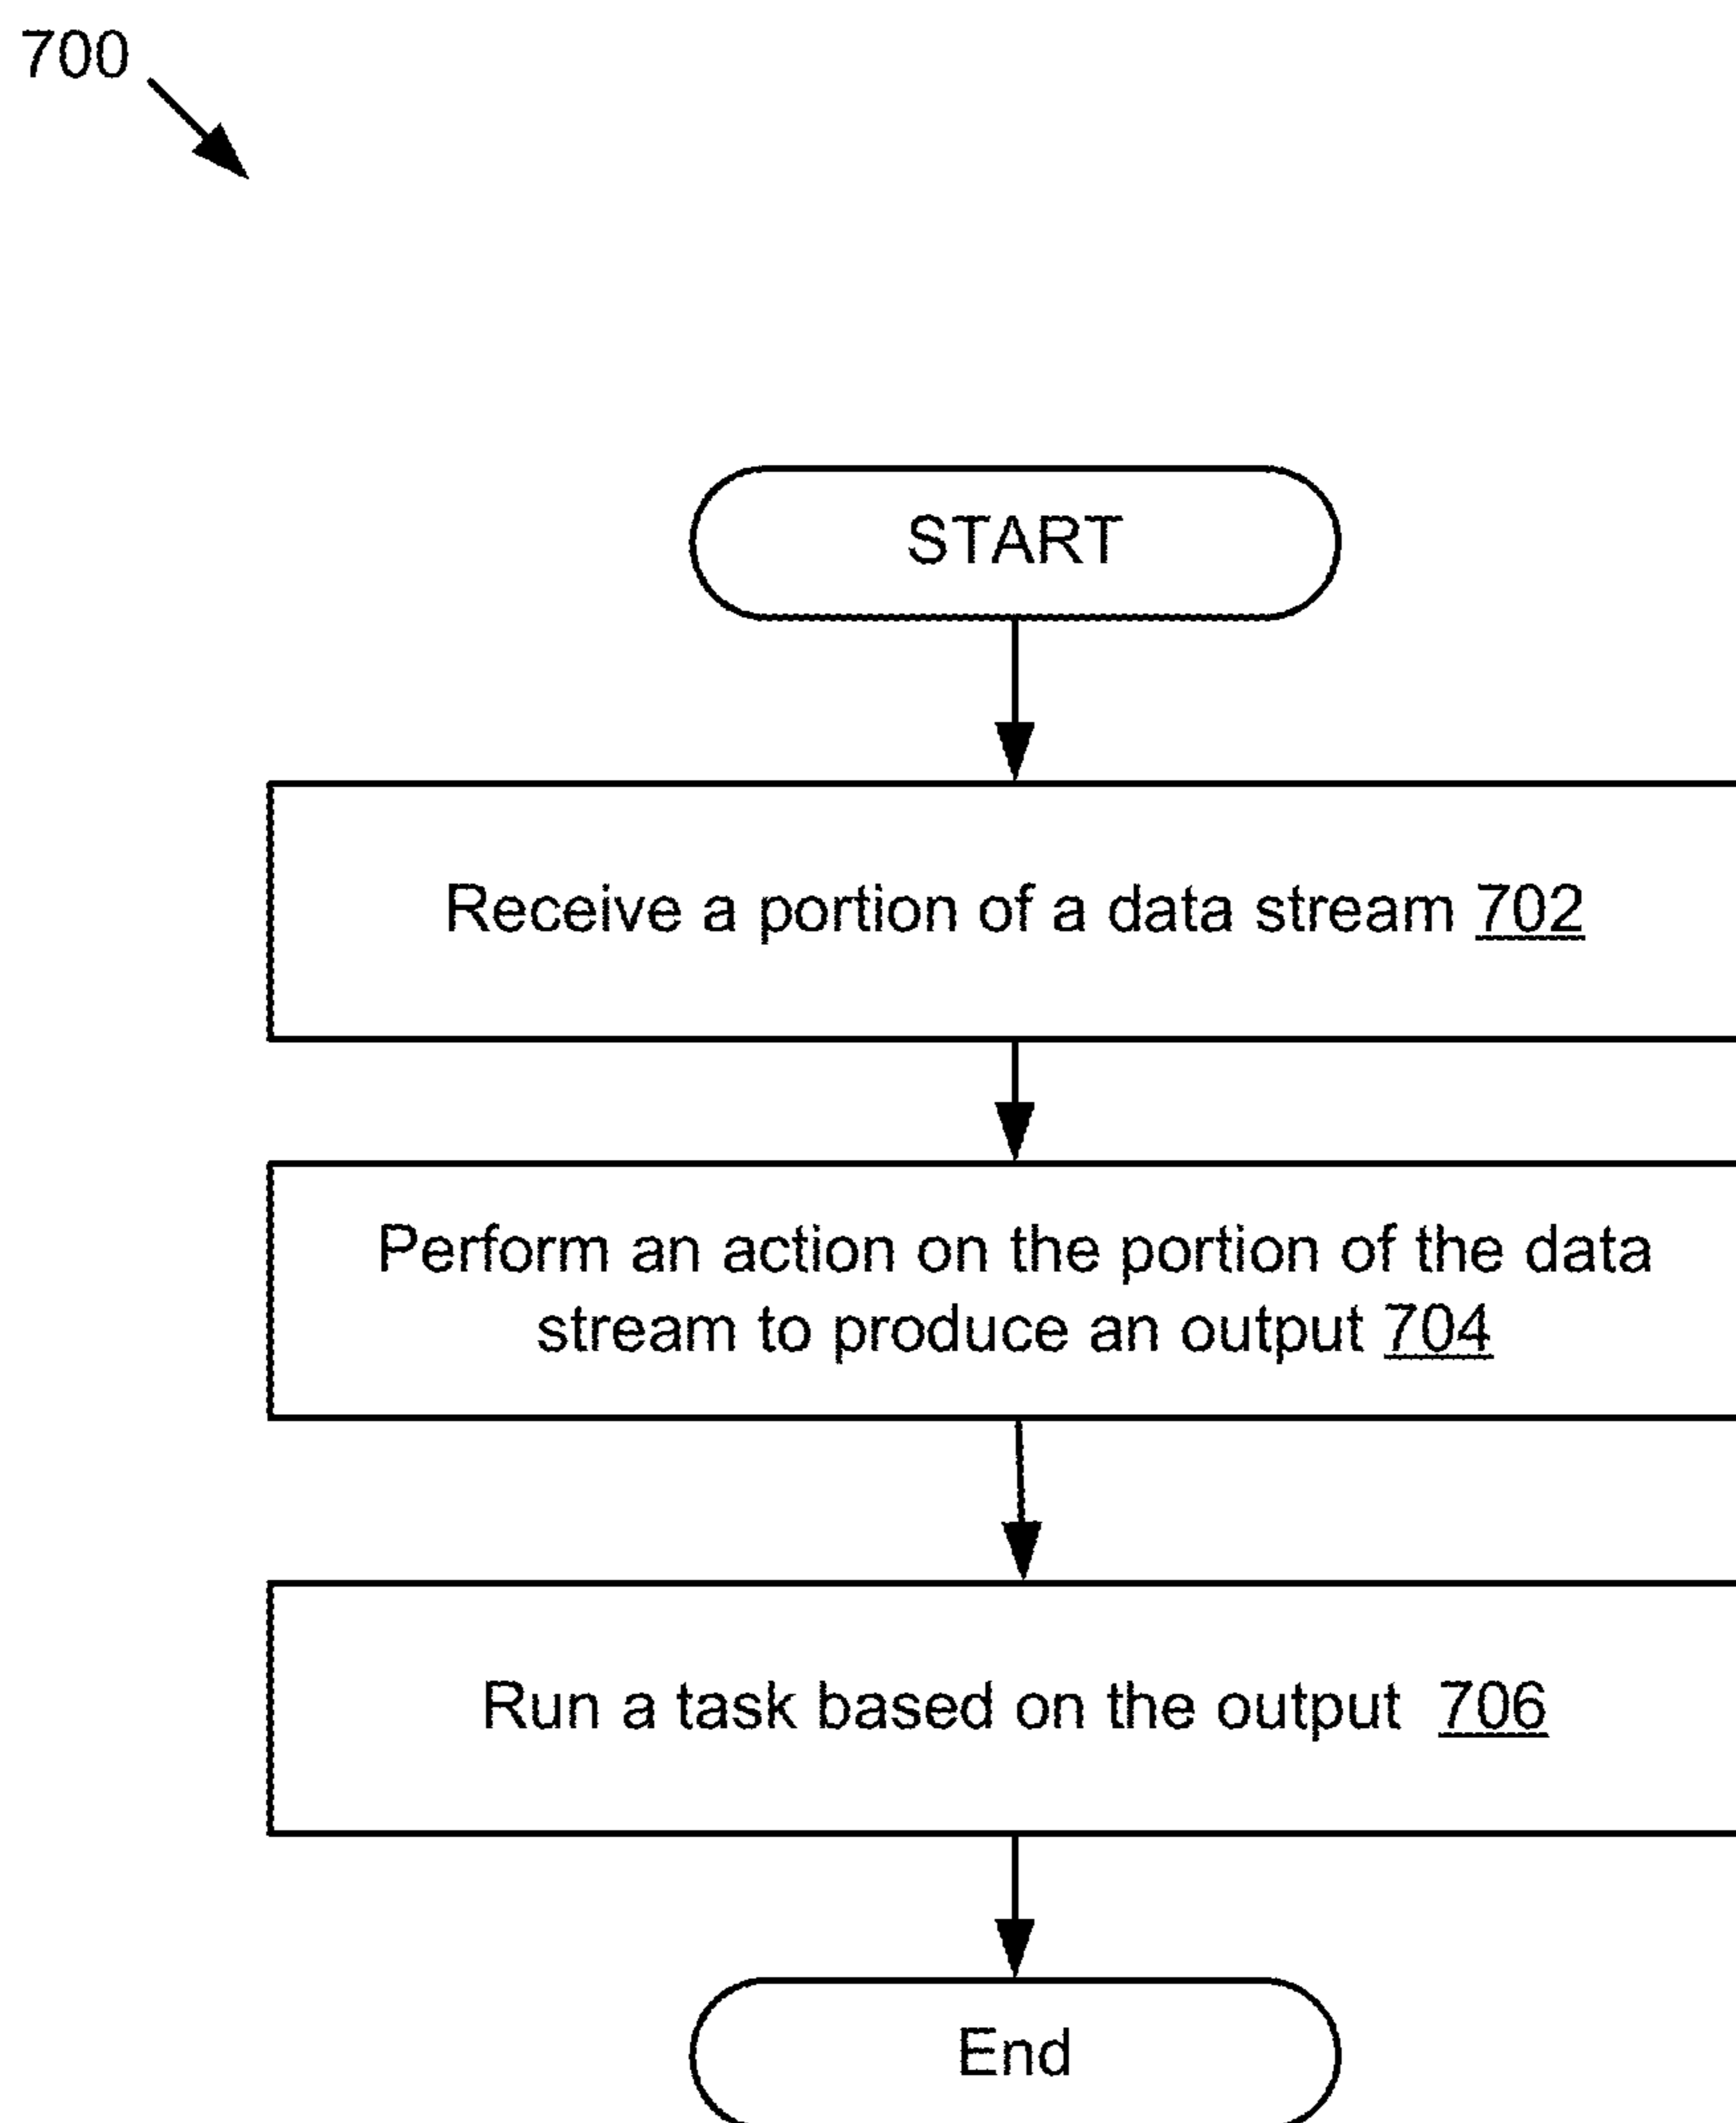 700
START
Receive a portion of a data stream 702
Perform an action on the portion of the data
stream to produce an output 704
Run a task based on the output 706
End